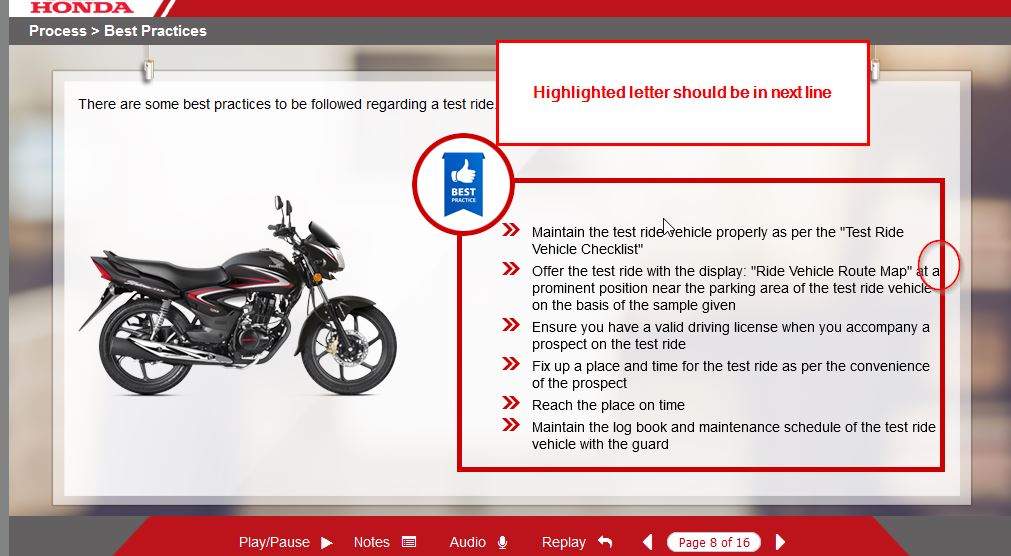 HONDA
Process > Best Practices
Highlighted letter should be in next line
There are some best practices to be followed regarding a test ride.
BEST
PRACTICE
Maintain the test ride vehicle properly as per the "Test Ride
Vehicle Checklist"
Offer the test ride with the display: "Ride Vehicle Route Map" at a
prominent position near the parking area of the test ride vehicle
on the basis of the sample given
Ensure you have a valid driving license when you accompany a
prospect on the test ride
Fix up a place and time for the test ride as per the convenience
of the prospect
Reach the place on time
Maintain the log book and maintenance schedule of the test ride
vehicle with the guard
Play/Pause Notes Audio Replay Page 8 of 16